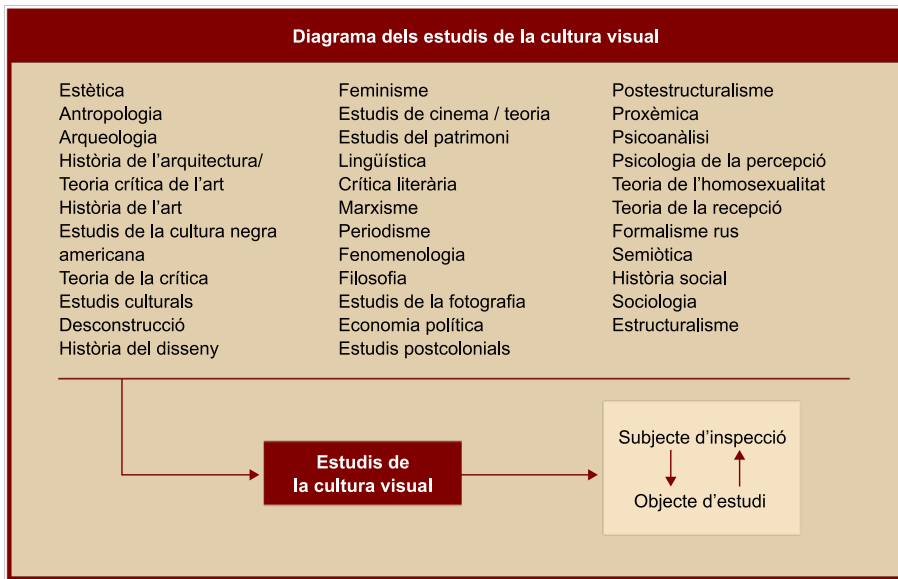 Diagrama dels estudis de la cultura visual
Estètica
Antropologia
Arqueologia
Història de l’arquitectura/
Teoria crítica de l’art
Història de l’art
Estudis de la cultura negra
americana
Teoria de la crítica
Estudis culturals
Desconstrucció
Història del disseny
Feminisme
Estudis de cinema / teoria
Estudis del patrimoni
Lingüística
Crítica literària
Marxisme
Periodisme
Fenomenologia
Filosofia
Estudis de la fotografia
Economia política
Estudis postcolonials
Postestructuralisme
Proxèmica
Psicoanàlisi
Psicologia de la percepció
Teoria de l’homosexualitat
Teoria de la recepció
Formalisme rus
Semiòtica
Història social
Sociologia
Estructuralisme
Estudis de
la cultura visual
Subjecte d’inspecció
Objecte d’estudi